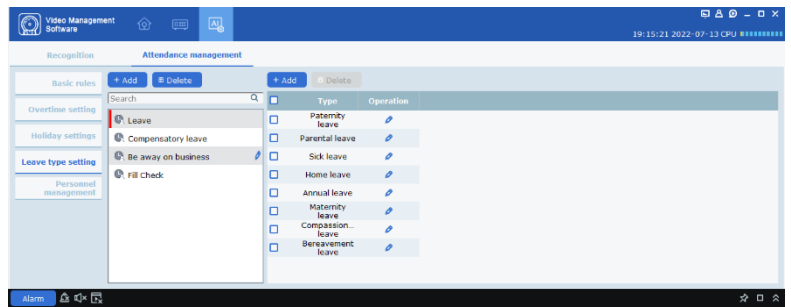 Video Management
Software
AI
19:15:21 2022-07-13 CPU
Recognition
Attendance management
Basic rules
Overtime setting
Holiday settings
Leave type setting
Personnel
management
+ Add
Delete
Search
Leave
Compensatory leave
Be away on business
Fill Check
+ Add
Delete
Type
Operation
Paternity
leave
Parental leave
Sick leave
Home leave
Annual leave
Maternity
leave
Compassion...
leave
Bereavement
leave
Alarm